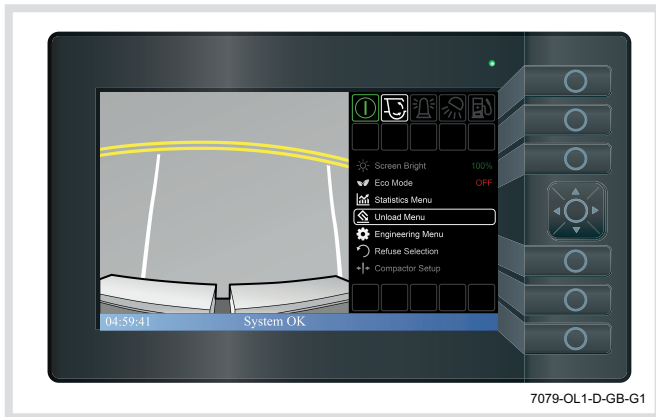 Screen Bright 100%
Eco Mode OFF
Statistics Menu
Unload Menu
Engineering Menu
Refuse Selection
Compactor Setup
04:59:41 System OK
7079-OL1-D-GB-G1